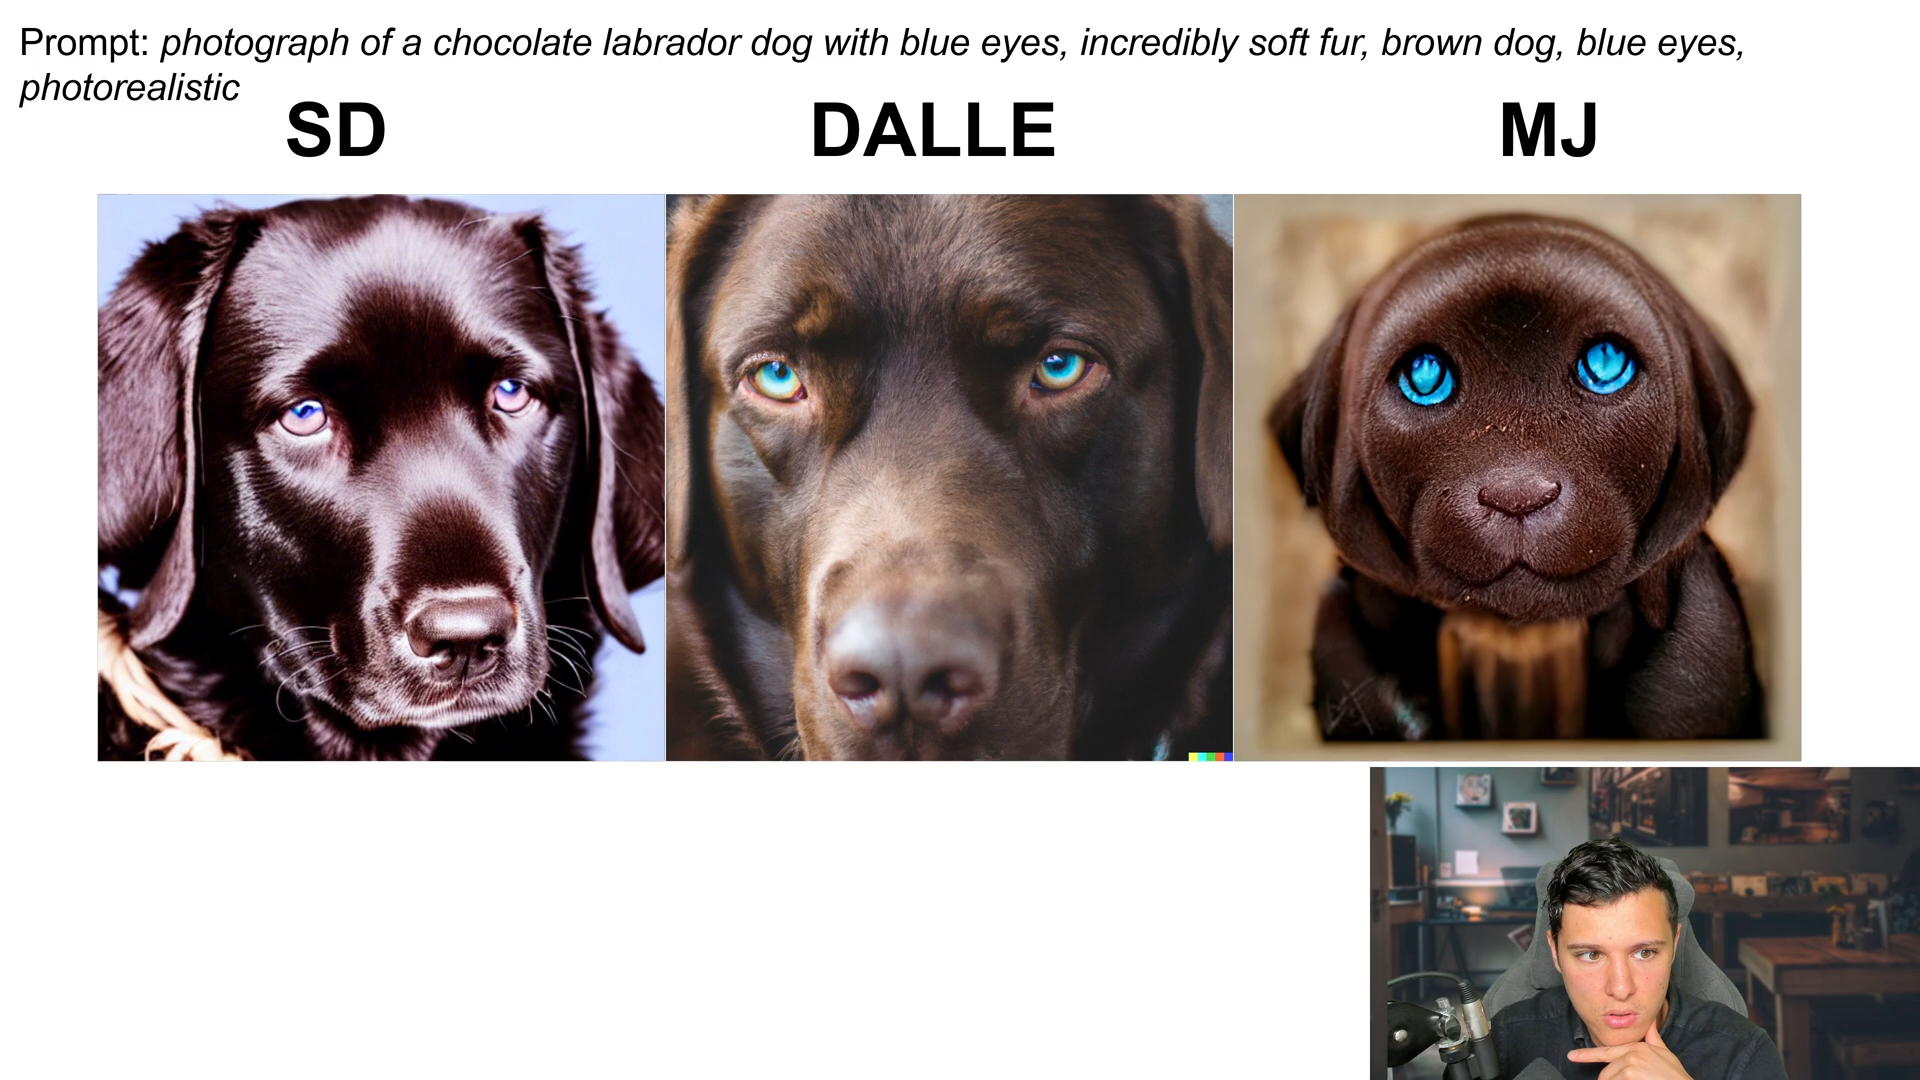 Prompt: photograph of a chocolate labrador dog with blue eyes, incredibly soft fur, brown dog, blue eyes,
photorealistic
SD DALLE MJ